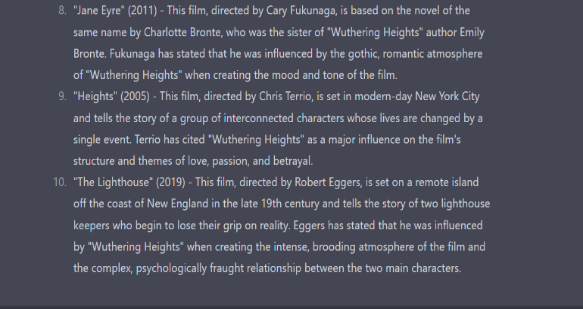 8. "Jane Eyre" (2011) - This film, directed by Cary Fukunaga, is based on the novel of the
same name by Charlotte Bronte, who was the sister of "Wuthering Heights" author Emily
Bronte. Fukunaga has stated that he was influenced by the gothic, romantic atmosphere
of "Wuthering Heights" when creating the mood and tone of the film.
9. "Heights" (2005) - This film, directed by Chris Terrio, is set in modern-day New York City
and tells the story of a group of interconnected characters whose lives are changed by a
single event. Terrio has cited "Wuthering Heights" as a major influence on the film's
structure and themes of love, passion, and betrayal.
10. "The Lighthouse" (2019) - This film, directed by Robert Eggers, is set on a remote island
off the coast of New England in the late 19th century and tells the story of two lighthouse
keepers who begin to lose their grip on reality. Eggers has stated that he was influenced
by "Wuthering Heights" when creating the intense, brooding atmosphere of the film and
the complex, psychologically fraught relationship between the two main characters.